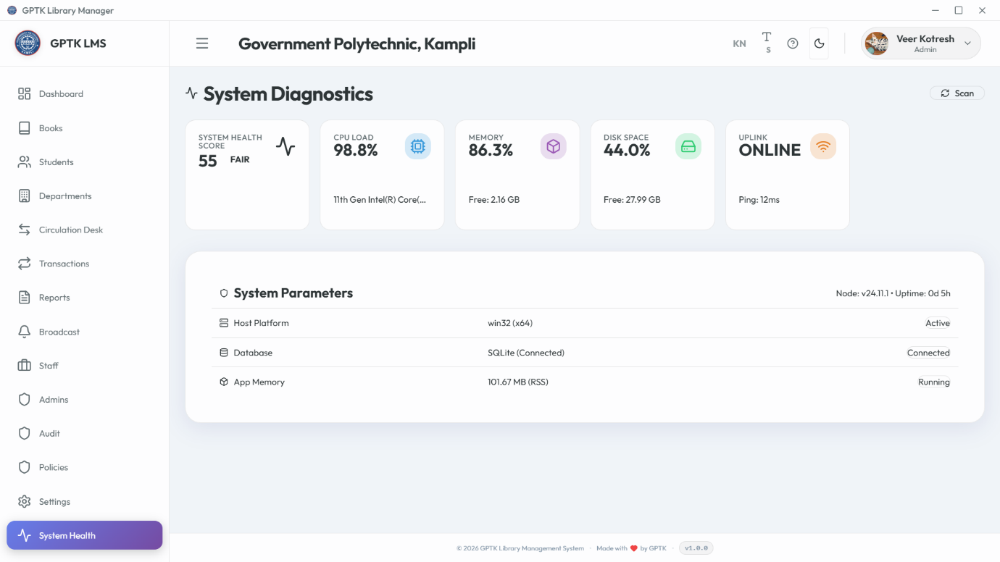 GPTK Library Manager
GPTK LMS
Government Polytechnic, Kampli
KN
T
S
Veer Kotresh
Admin
Dashboard
Books
Students
Departments
Circulation Desk
Transactions
Reports
Broadcast
Staff
Admins
Audit
Policies
Settings
System Health
System Diagnostics
Scan
SYSTEM HEALTH
SCORE
55 FAIR
CPU LOAD
98.8%
11th Gen Intel(R) Core(...
MEMORY
86.3%
Free: 2.16 GB
DISK SPACE
44.0%
Free: 27.99 GB
UPLINK
ONLINE
Ping: 12ms
System Parameters
Node: v24.11.1 • Uptime: 0d 5h
Host Platform win32 (x64) Active
Database SQLite (Connected) Connected
App Memory 101.67 MB (RSS) Running
© 2026 GPTK Library Management System · Made with ❤️ by GPTK · v1.0.0